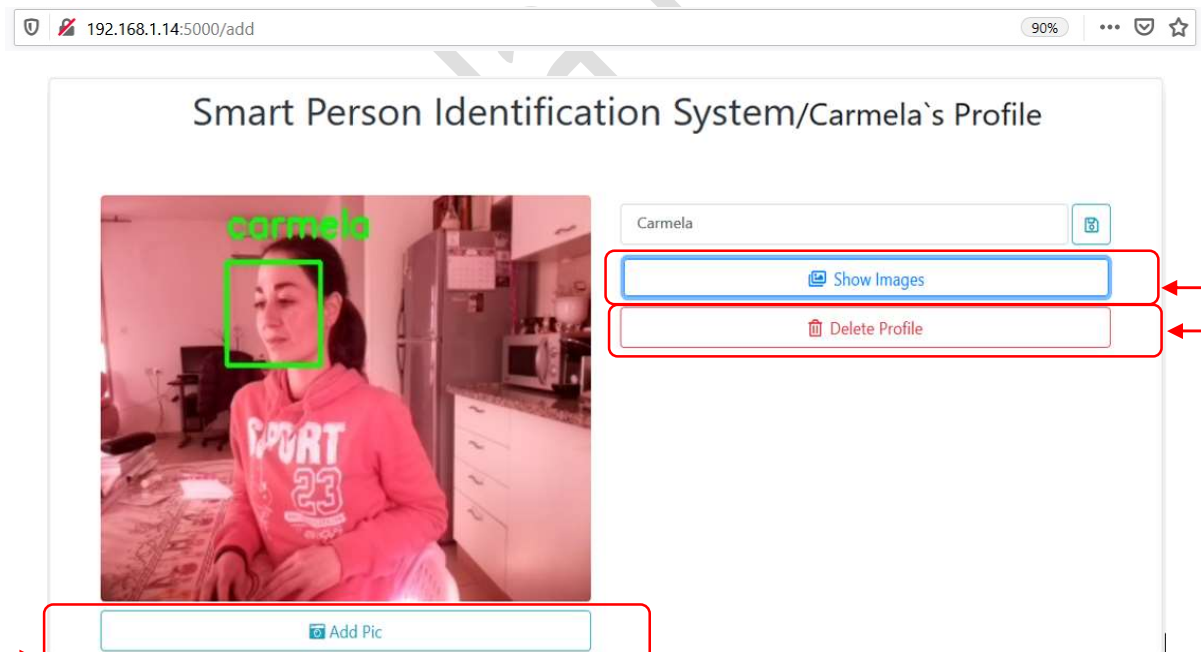 192.168.1.14:5000/add
90%
Smart Person Identification System/Carmela`s Profile
carmela
Carmela
Show Images
Delete Profile
SPORT
23
Add Pic